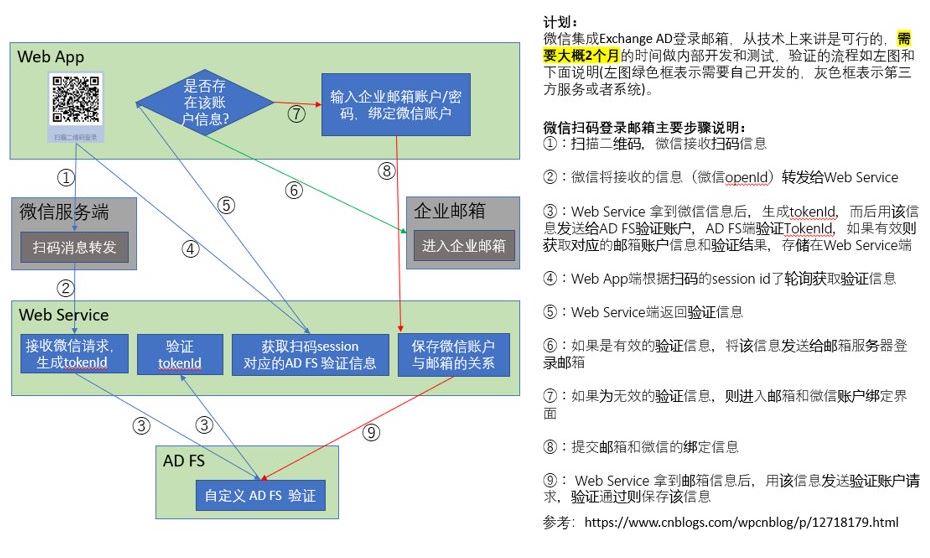 Web App
扫描二维码登录
是否存
在该账
户信息?
⑦
输入企业邮箱账户/密
码，绑定微信账户
①
⑧
⑥
⑤
④
微信服务端
扫码消息转发
企业邮箱
进入企业邮箱
②
Web Service
接收微信请求，
生成tokenId
验证
tokenId
获取扫码session
对应的AD FS 验证信息
保存微信账户
与邮箱的关系
③
③
⑨
AD FS
自定义 AD FS 验证
计划：
微信集成Exchange AD登录邮箱，从技术上来讲是可行的，需
要大概2个月的时间做内部开发和测试，验证的流程如左图和
下面说明(左图绿色框表示需要自己开发的，灰色框表示第三
方服务或者系统)。
微信扫码登录邮箱主要步骤说明：
①：扫描二维码，微信接收扫码信息
②：微信将接收的信息（微信openId）转发给Web Service
③：Web Service 拿到微信信息后，生成tokenId，而后用该信
息发送给AD FS验证账户，AD FS端验证TokenId，如果有效则
获取对应的邮箱账户信息和验证结果，存储在Web Service端
④：Web App端根据扫码的session id了轮询获取验证信息
⑤：Web Service端返回验证信息
⑥：如果是有效的验证信息，将该信息发送给邮箱服务器登
录邮箱
⑦：如果为无效的验证信息，则进入邮箱和微信账户绑定界
面
⑧：提交邮箱和微信的绑定信息
⑨： Web Service 拿到邮箱信息后，用该信息发送验证账户请
求，验证通过则保存该信息
参考：https://www.cnblogs.com/wpcnblog/p/12718179.html